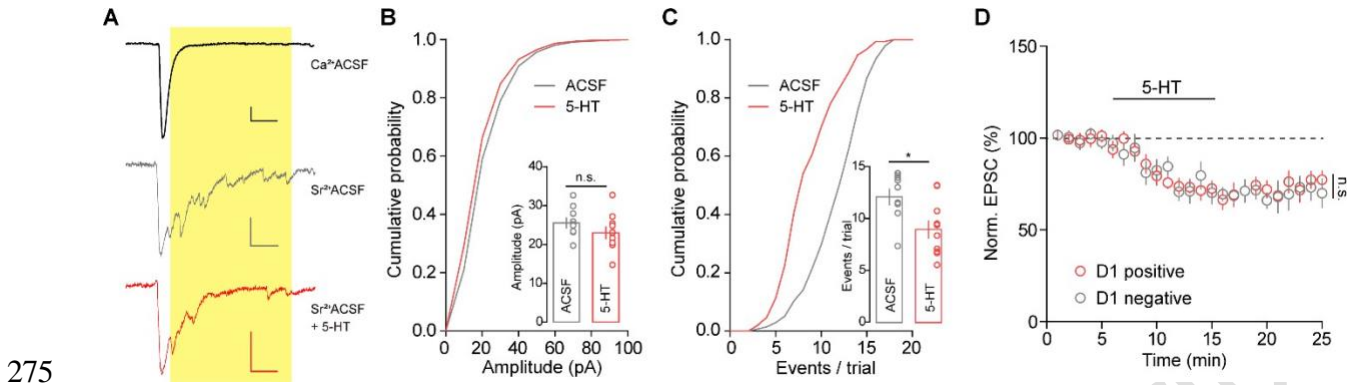 A
Ca²⁺ACSF
Sr²⁺ACSF
Sr²⁺ACSF
+ 5-HT
B
1.0
0.8
0.6
0.4
0.2
0.0
Cumulative probability
ACSF
5-HT
40
30
20
10
0
Amplitude (pA)
n.s.
ACSF
5-HT
0 20 40 60 80 100
Amplitude (pA)
C
1.0
0.8
0.6
0.4
0.2
0.0
Cumulative probability
ACSF
5-HT
15
10
5
0
Events / trial
*
ACSF
5-HT
0 5 10 15 20
Events / trial
D
150
100
50
0
Norm. EPSC (%)
5-HT
n.s.
D1 positive
D1 negative
0 5 10 15 20 25
Time (min)
275